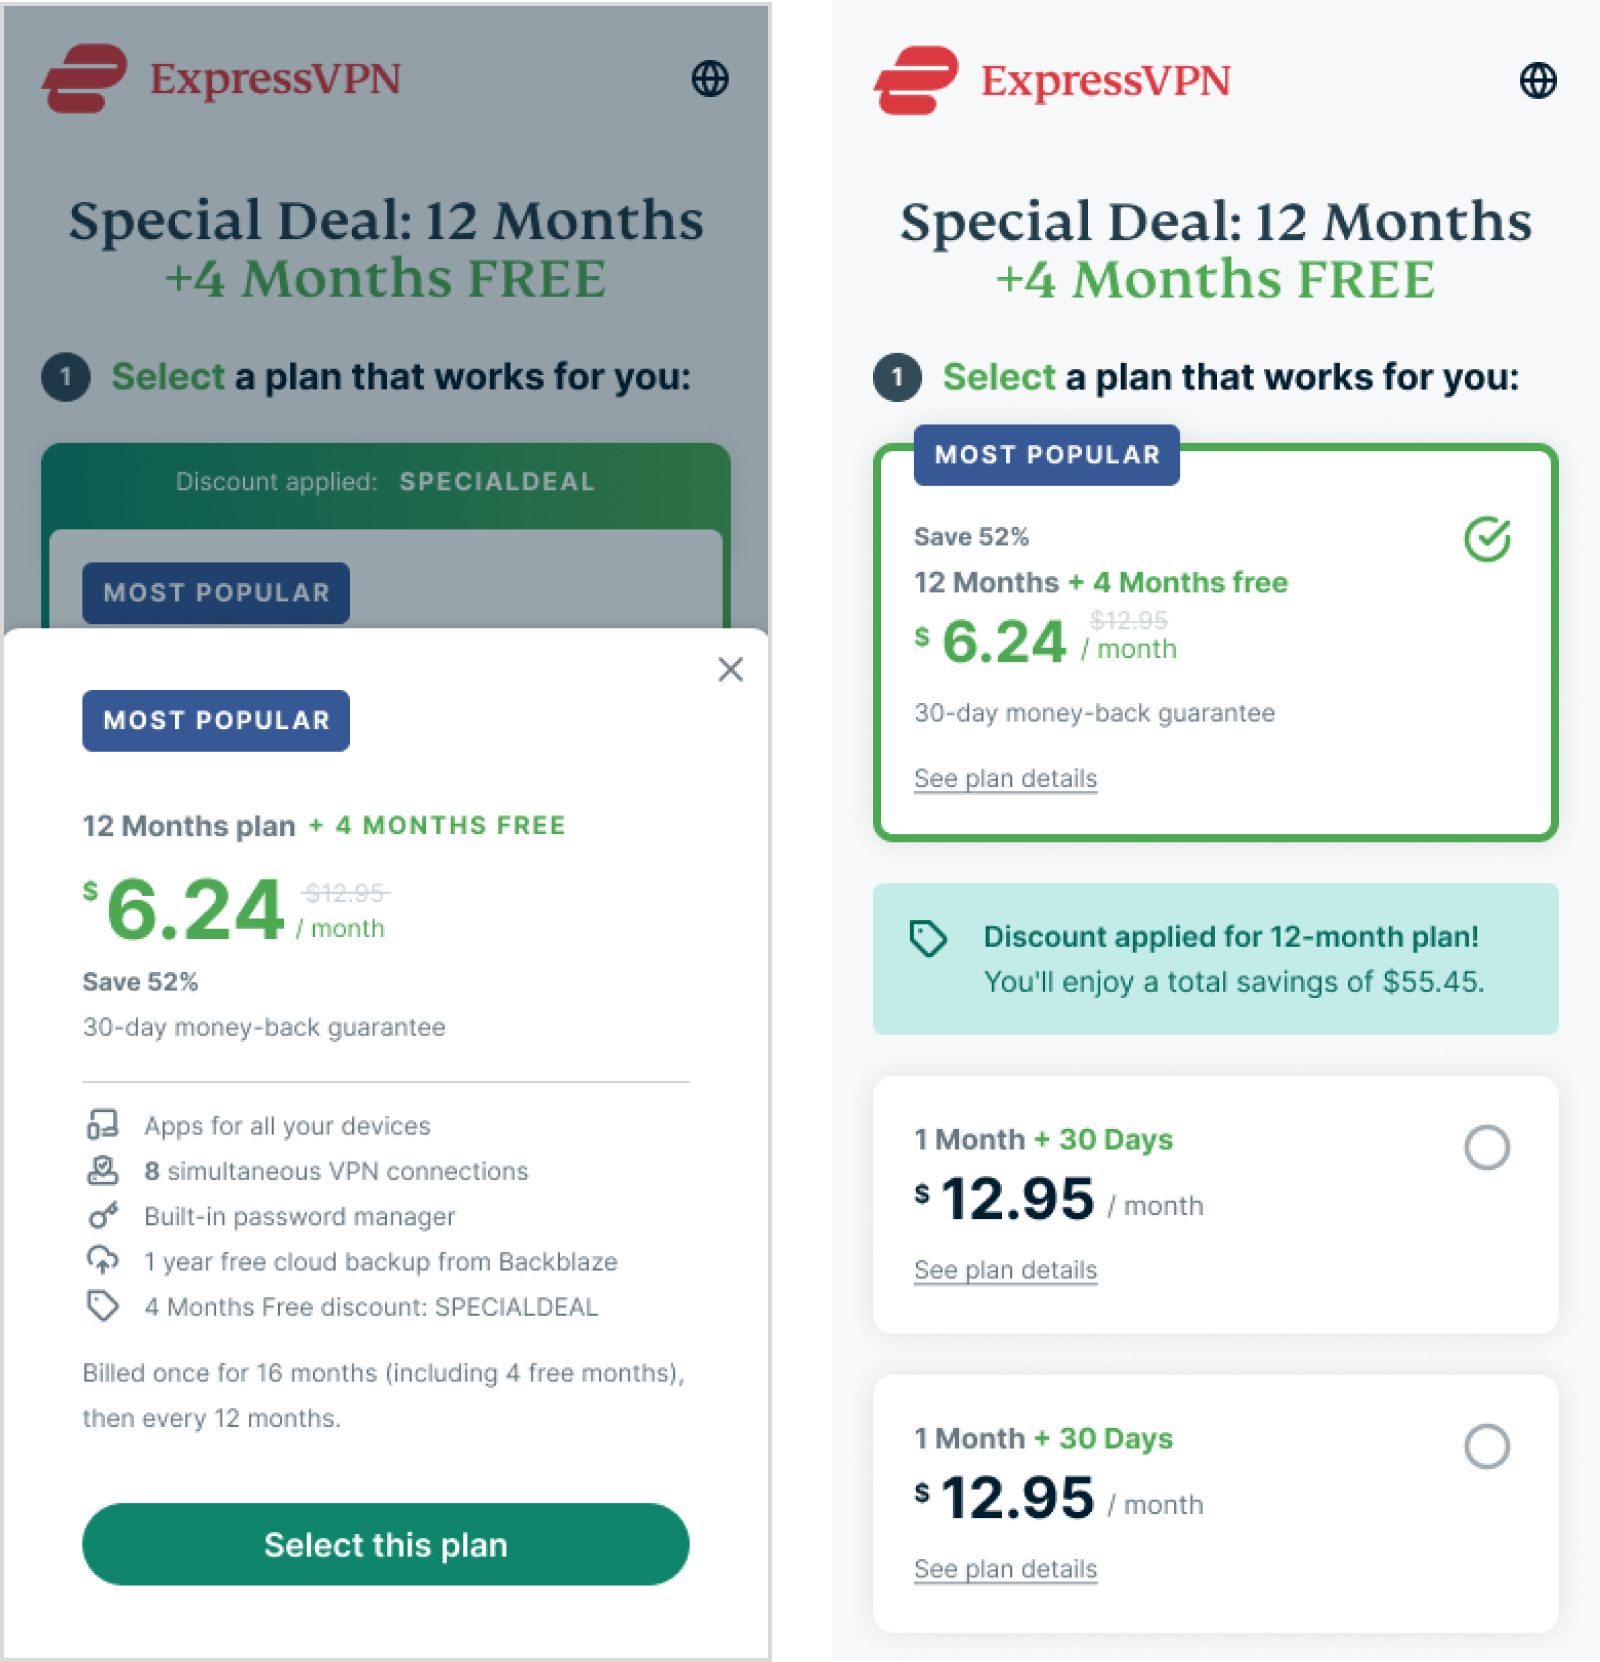 ExpressVPN
Special Deal: 12 Months
+4 Months FREE
1 Select a plan that works for you:
Discount applied: SPECIALDEAL
MOST POPULAR
MOST POPULAR
12 Months plan + 4 MONTHS FREE
$6.24 $12.95
/ month
Save 52%
30-day money-back guarantee
Apps for all your devices
8 simultaneous VPN connections
Built-in password manager
1 year free cloud backup from Backblaze
4 Months Free discount: SPECIALDEAL
Billed once for 16 months (including 4 free months),
then every 12 months.
Select this plan
ExpressVPN
Special Deal: 12 Months
+4 Months FREE
1 Select a plan that works for you:
MOST POPULAR
Save 52%
12 Months + 4 Months free
$6.24 $12.95
/ month
30-day money-back guarantee
See plan details
Discount applied for 12-month plan!
You'll enjoy a total savings of $55.45.
1 Month + 30 Days
$12.95 / month
See plan details
1 Month + 30 Days
$12.95 / month
See plan details